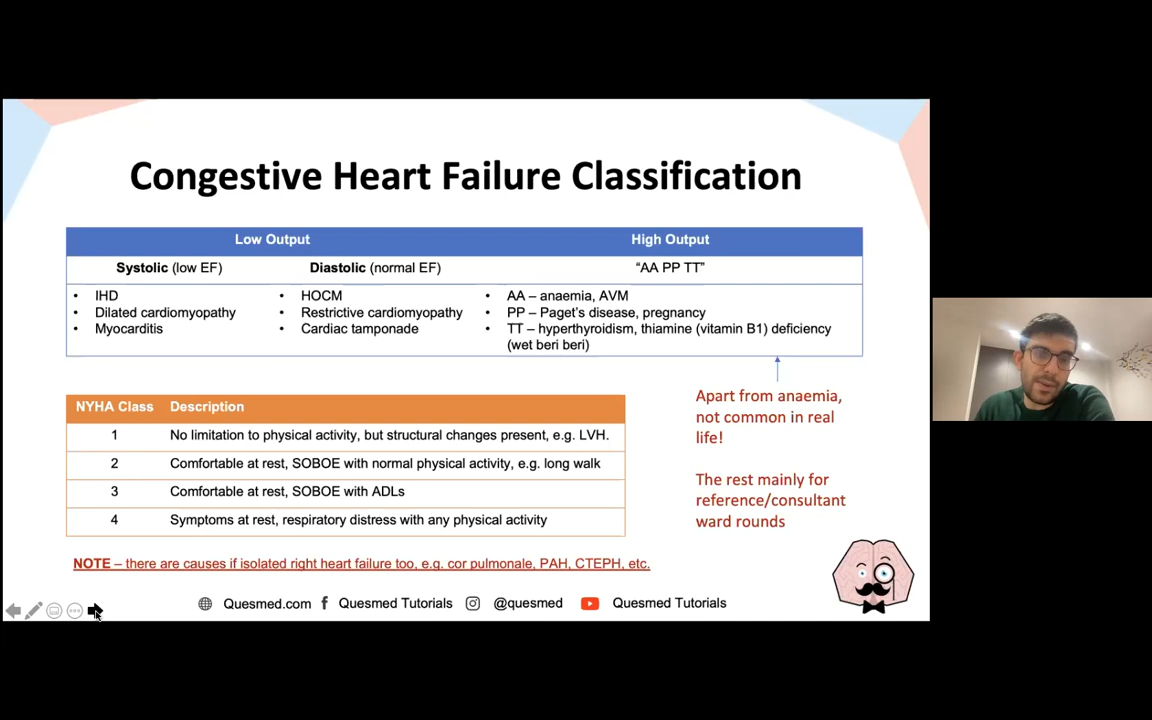 Congestive Heart Failure Classification
Low Output
High Output
Systolic (low EF)
Diastolic (normal EF)
“AA PP TT”
• IHD
• Dilated cardiomyopathy
• Myocarditis
• HOCM
• Restrictive cardiomyopathy
• Cardiac tamponade
• AA – anaemia, AVM
• PP – Paget's disease, pregnancy
• TT – hyperthyroidism, thiamine (vitamin B1) deficiency
(wet beri beri)
Apart from anaemia,
not common in real
life!
The rest mainly for
reference/consultant
ward rounds
NYHA Class Description
1 No limitation to physical activity, but structural changes present, e.g. LVH.
2 Comfortable at rest, SOBOE with normal physical activity, e.g. long walk
3 Comfortable at rest, SOBOE with ADLs
4 Symptoms at rest, respiratory distress with any physical activity
NOTE – there are causes if isolated right heart failure too, e.g. cor pulmonale, PAH, CTEPH, etc.
Quesmed.com Quesmed Tutorials @quesmed Quesmed Tutorials